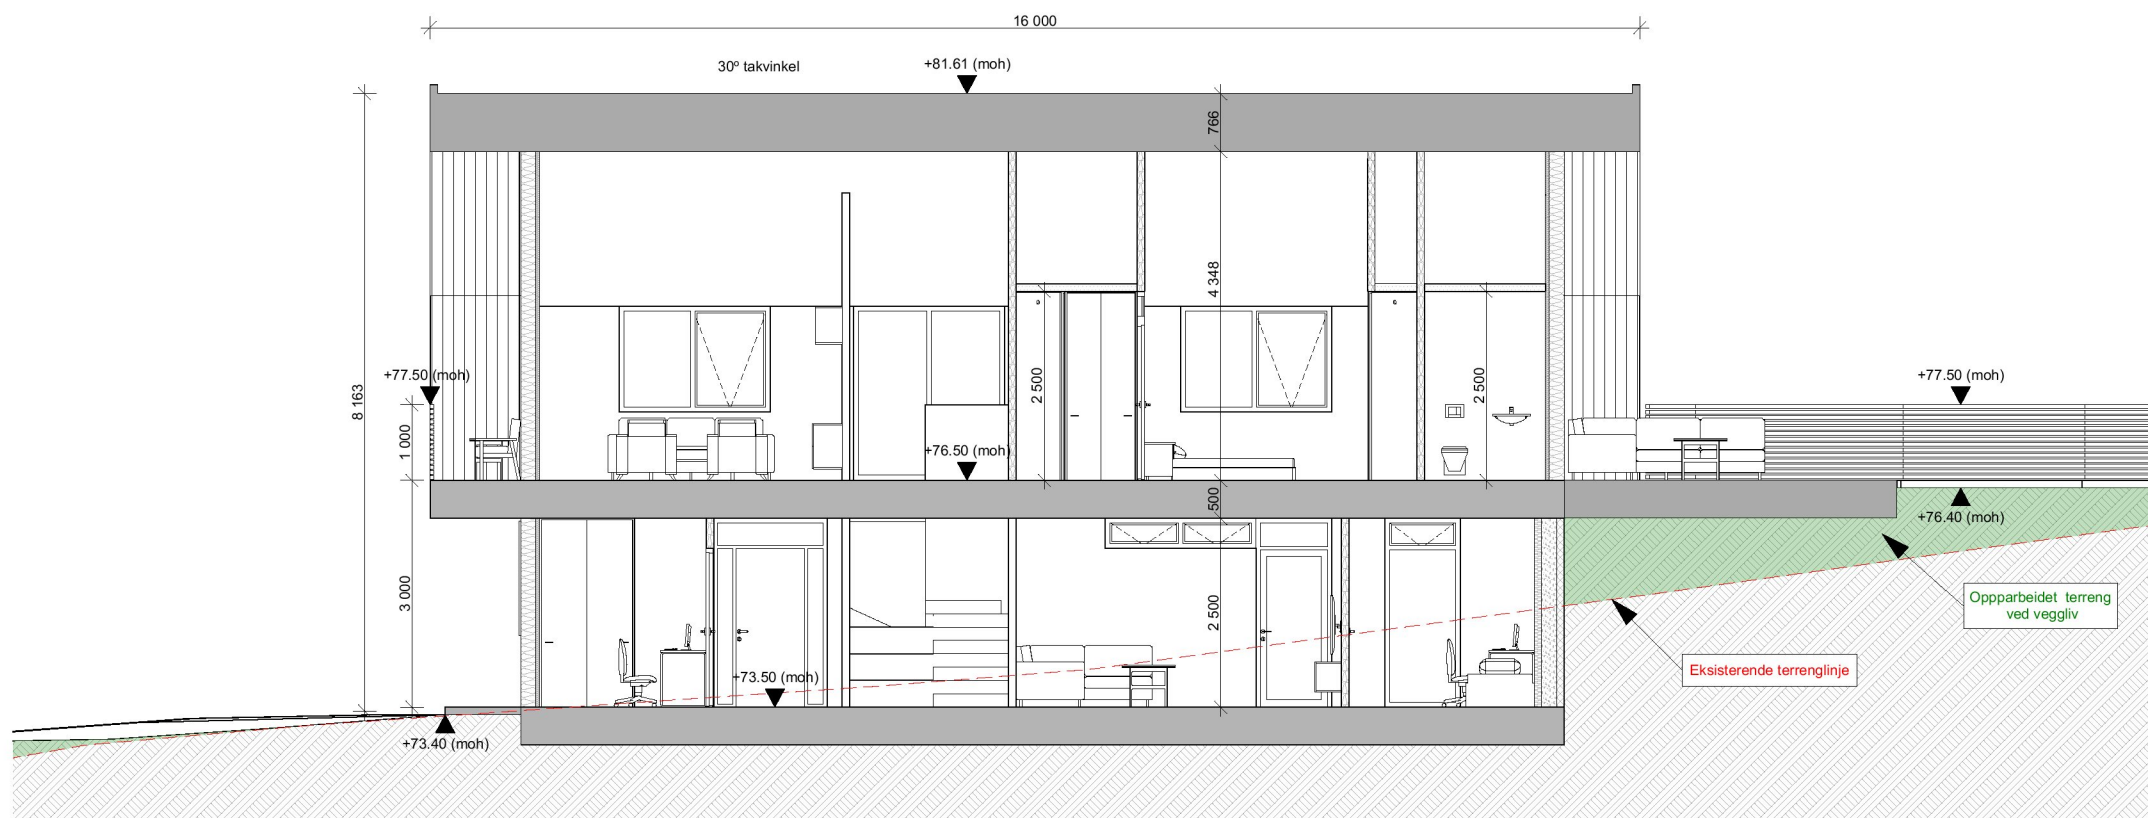 16 000
30º takvinkel
+81.61 (moh)
766
4 348
8 163
+77.50 (moh)
2 500
2 500
+77.50 (moh)
1 000
+76.50 (moh)
500
+76.40 (moh)
3 000
2 500
Oppparbeidet terreng
ved veggliv
Eksisterende terrenglinje
+73.50 (moh)
+73.40 (moh)